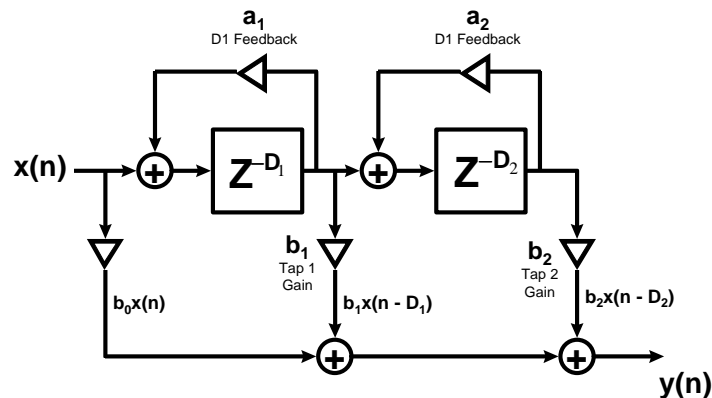 a₁
D1 Feedback
a₂
D1 Feedback
x(n)
+
Z⁻ᴰ₁
+
Z⁻ᴰ₂
b₁
Tap 1
Gain
b₂
Tap 2
Gain
b₀x(n)
b₁x(n - D₁)
b₂x(n - D₂)
+
+
y(n)